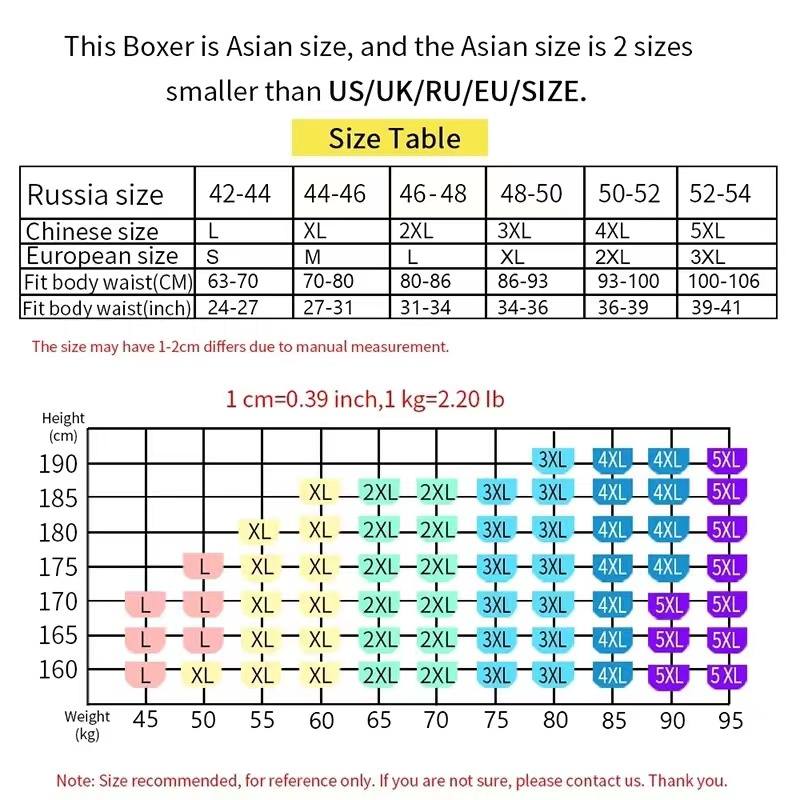 This Boxer is Asian size, and the Asian size is 2 sizes
smaller than US/UK/RU/EU/SIZE.
Size Table
Russia size 42-44 44-46 46-48 48-50 50-52 52-54
Chinese size L XL 2XL 3XL 4XL 5XL
European size S M L XL 2XL 3XL
Fit body waist(CM) 63-70 70-80 80-86 86-93 93-100 100-106
Fit body waist(inch) 24-27 27-31 31-34 34-36 36-39 39-41
The size may have 1-2cm differs due to manual measurement.
1 cm=0.39 inch,1 kg=2.20 lb
Height
(cm)
190 3XL 4XL 4XL 5XL
185 XL 2XL 2XL 3XL 3XL 4XL 4XL 5XL
180 XL XL 2XL 2XL 3XL 3XL 4XL 4XL 5XL
175 L XL XL 2XL 2XL 3XL 3XL 4XL 4XL 5XL
170 L L XL XL 2XL 2XL 3XL 3XL 4XL 5XL 5XL
165 L L XL XL 2XL 2XL 3XL 3XL 4XL 5XL 5XL
160 L XL XL XL 2XL 2XL 3XL 3XL 4XL 5XL 5 XL
Weight
(kg)
45 50 55 60 65 70 75 80 85 90 95
Note: Size recommended, for reference only. If you are not sure, please contact us. Thank you.